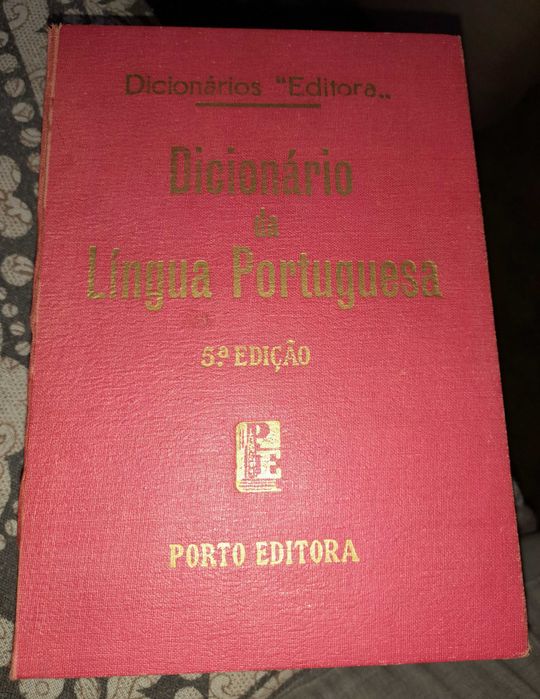 Dicionários "Editora„
Dicionário
da
Língua Portuguesa
5.ª EDIÇÃO
PE
PORTO EDITORA